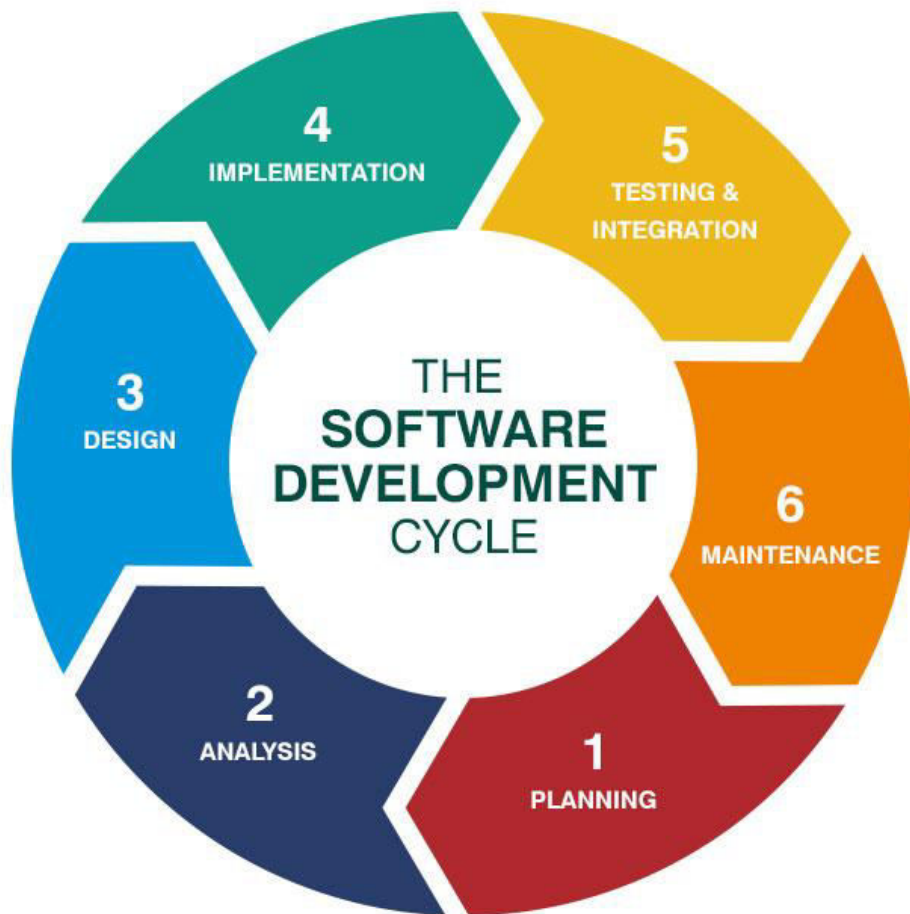 THE
SOFTWARE
DEVELOPMENT
CYCLE
1
PLANNING
2
ANALYSIS
3
DESIGN
4
IMPLEMENTATION
5
TESTING &
INTEGRATION
6
MAINTENANCE